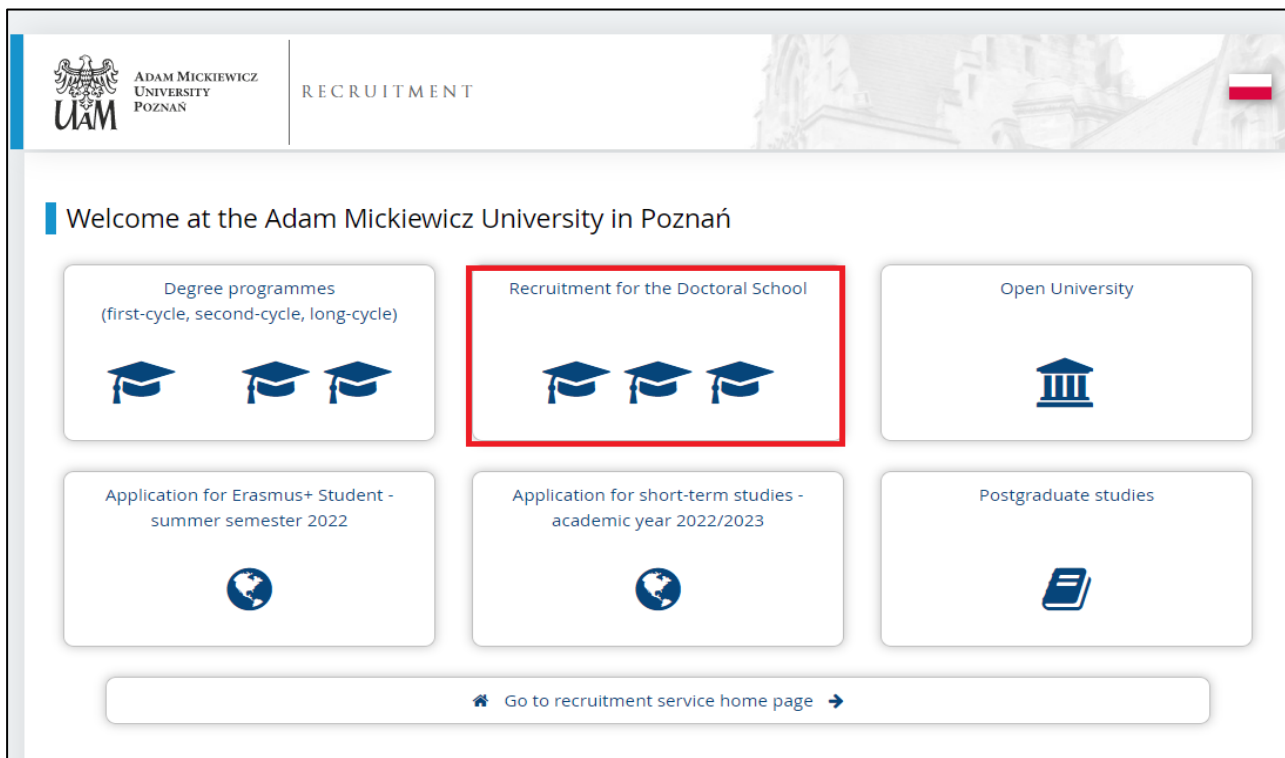 ADAM MICKIEWICZ
UNIVERSITY
POZNAŃ
UAM
RECRUITMENT
Welcome at the Adam Mickiewicz University in Poznań
Degree programmes
(first-cycle, second-cycle, long-cycle)
Recruitment for the Doctoral School
Open University
Application for Erasmus+ Student -
summer semester 2022
Application for short-term studies -
academic year 2022/2023
Postgraduate studies
Go to recruitment service home page